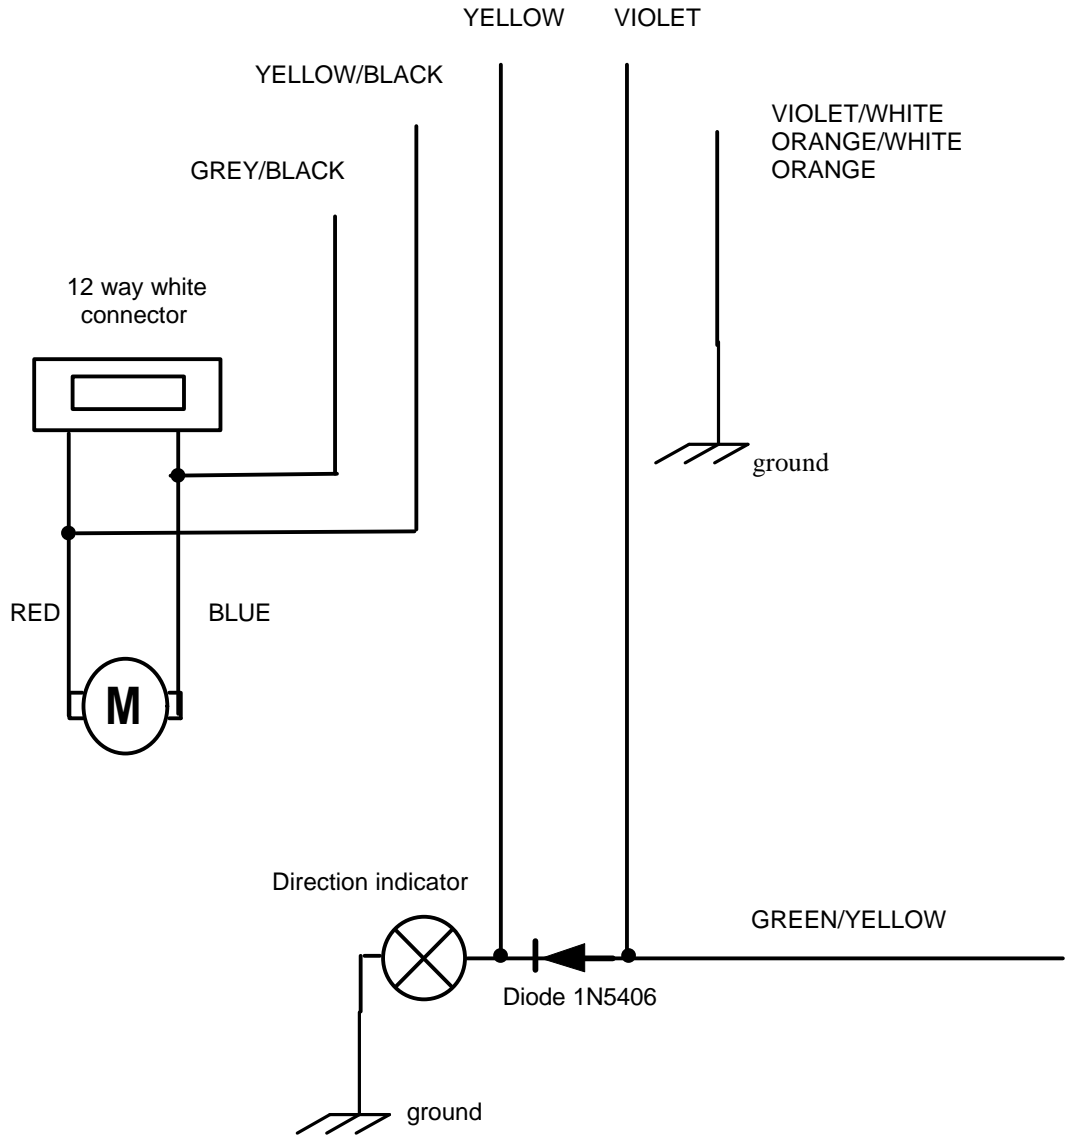 YELLOW
VIOLET
YELLOW/BLACK
VIOLET/WHITE
ORANGE/WHITE
ORANGE
GREY/BLACK
12 way white
connector
ground
RED
BLUE
M
Direction indicator
GREEN/YELLOW
Diode 1N5406
ground